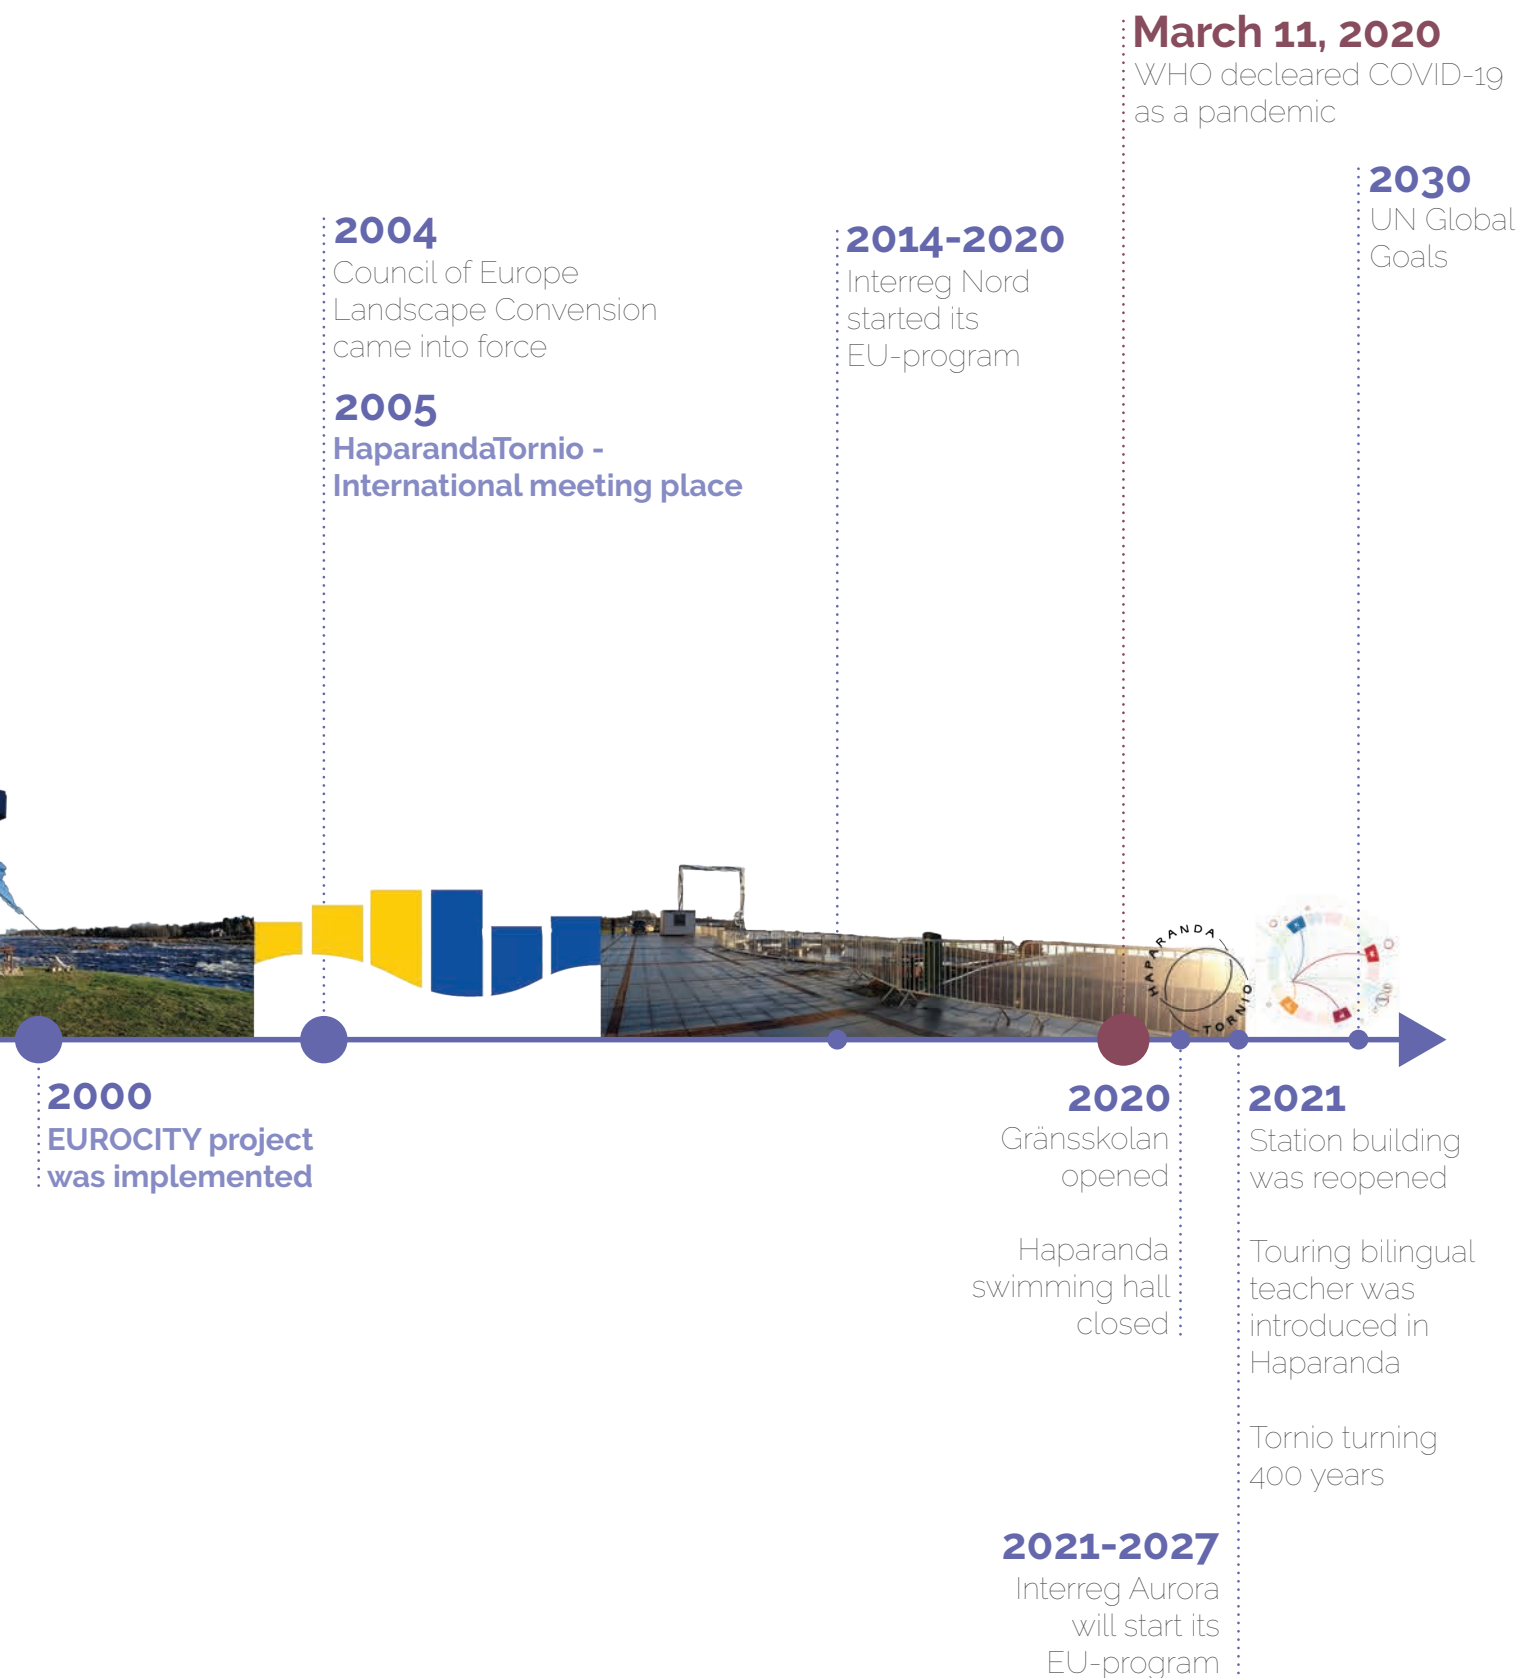 March 11, 2020
WHO decleared COVID-19
as a pandemic
2030
UN Global
Goals
2004
Council of Europe
Landscape Convension
came into force
2014-2020
Interreg Nord
started its
EU-program
2005
HaparandaTornio -
International meeting place
HAPARANDA
TORNIO
2000
EUROCITY project
was implemented
2020
Gränsskolan
opened
Haparanda
swimming hall
closed
2021
Station building
was reopened
Touring bilingual
teacher was
introduced in
Haparanda
Tornio turning
400 years
2021-2027
Interreg Aurora
will start its
EU-program